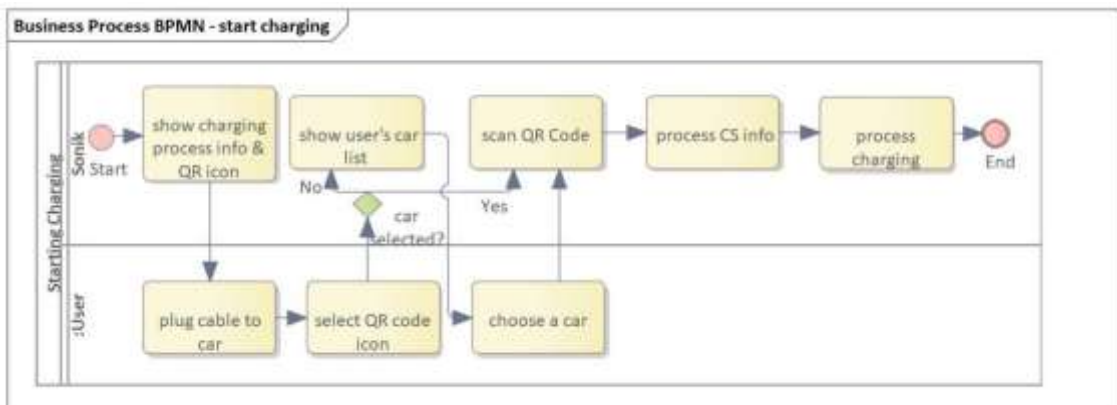 Business Process BPMN - start charging
Starting Charging
Sonik
Start
show charging
process info &
QR icon
show user's car
list
scan QR Code
process CS info
process
charging
End
No
Yes
car
selected?
:User
plug cable to
car
select QR code
icon
choose a car